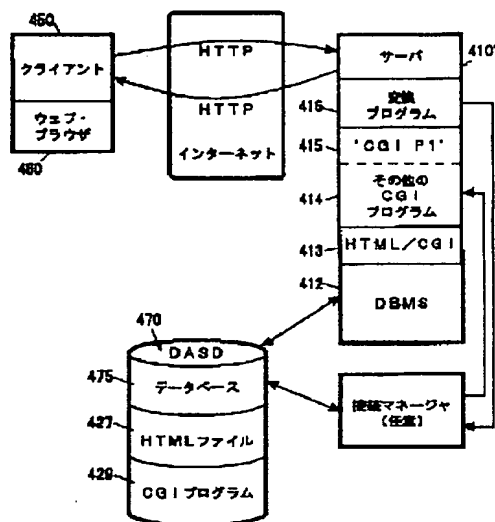 450
クライアント
ウェブ・
ブラウザ
460
HTTP
HTTP
インターネット
サーバ
410'
416
変換
プログラム
415
'CGI P1'
414
その他の
CGI
プログラム
413
HTML/CGI
412
DBMS
470
DASD
475
データベース
427
HTMLファイル
429
CGIプログラム
接続マネージャ
(任意)